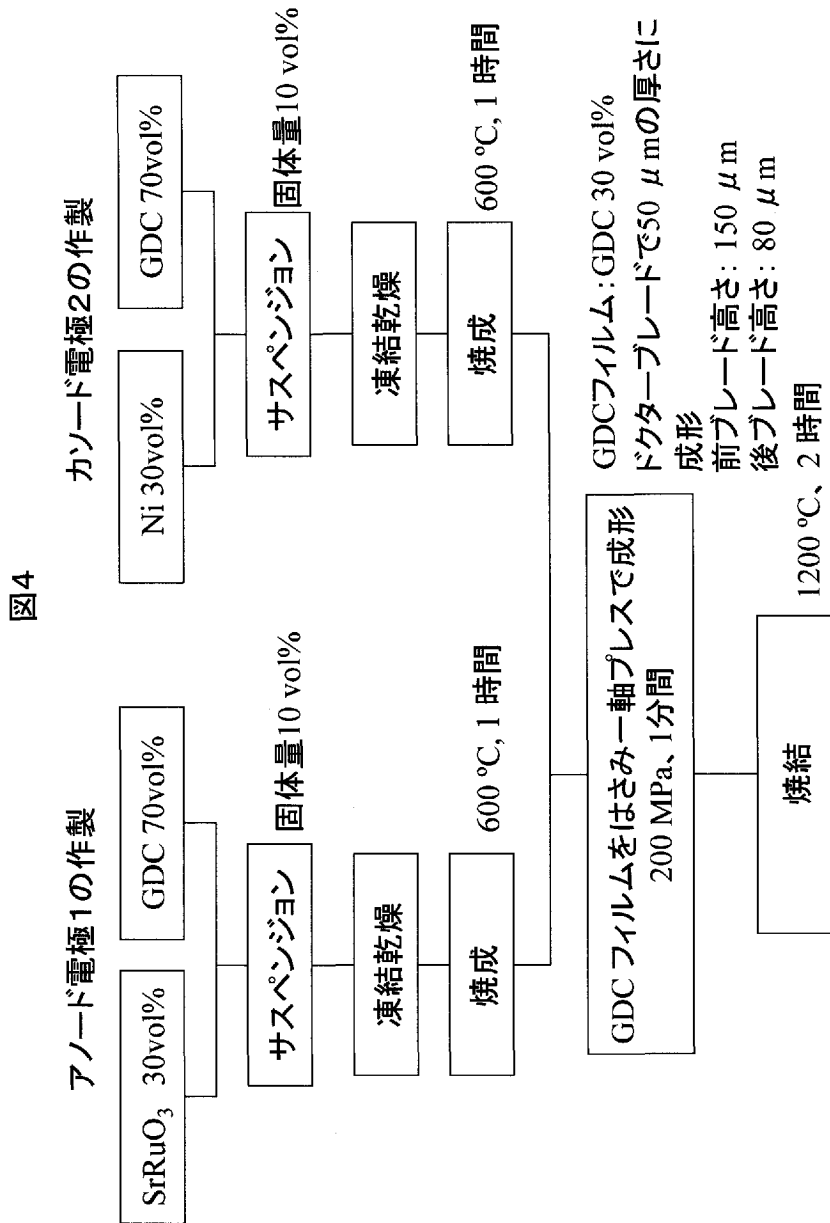 図4
アノード電極1の作製
SrRuO3 30vol%
GDC 70vol%
サスペンジョン
固体量10 vol%
凍結乾燥
焼成
600 ℃, 1 時間
カソード電極2の作製
Ni 30vol%
GDC 70vol%
サスペンジョン
固体量10 vol%
凍結乾燥
焼成
600 ℃, 1 時間
GDC フィルムをはさみ一軸プレスで成形
200 MPa、1分間
GDCフィルム:GDC 30 vol%
ドクターブレードで50 μmの厚さに
成形
前ブレード高さ: 150 μm
後ブレード高さ: 80 μm
焼結
1200 ℃、2 時間